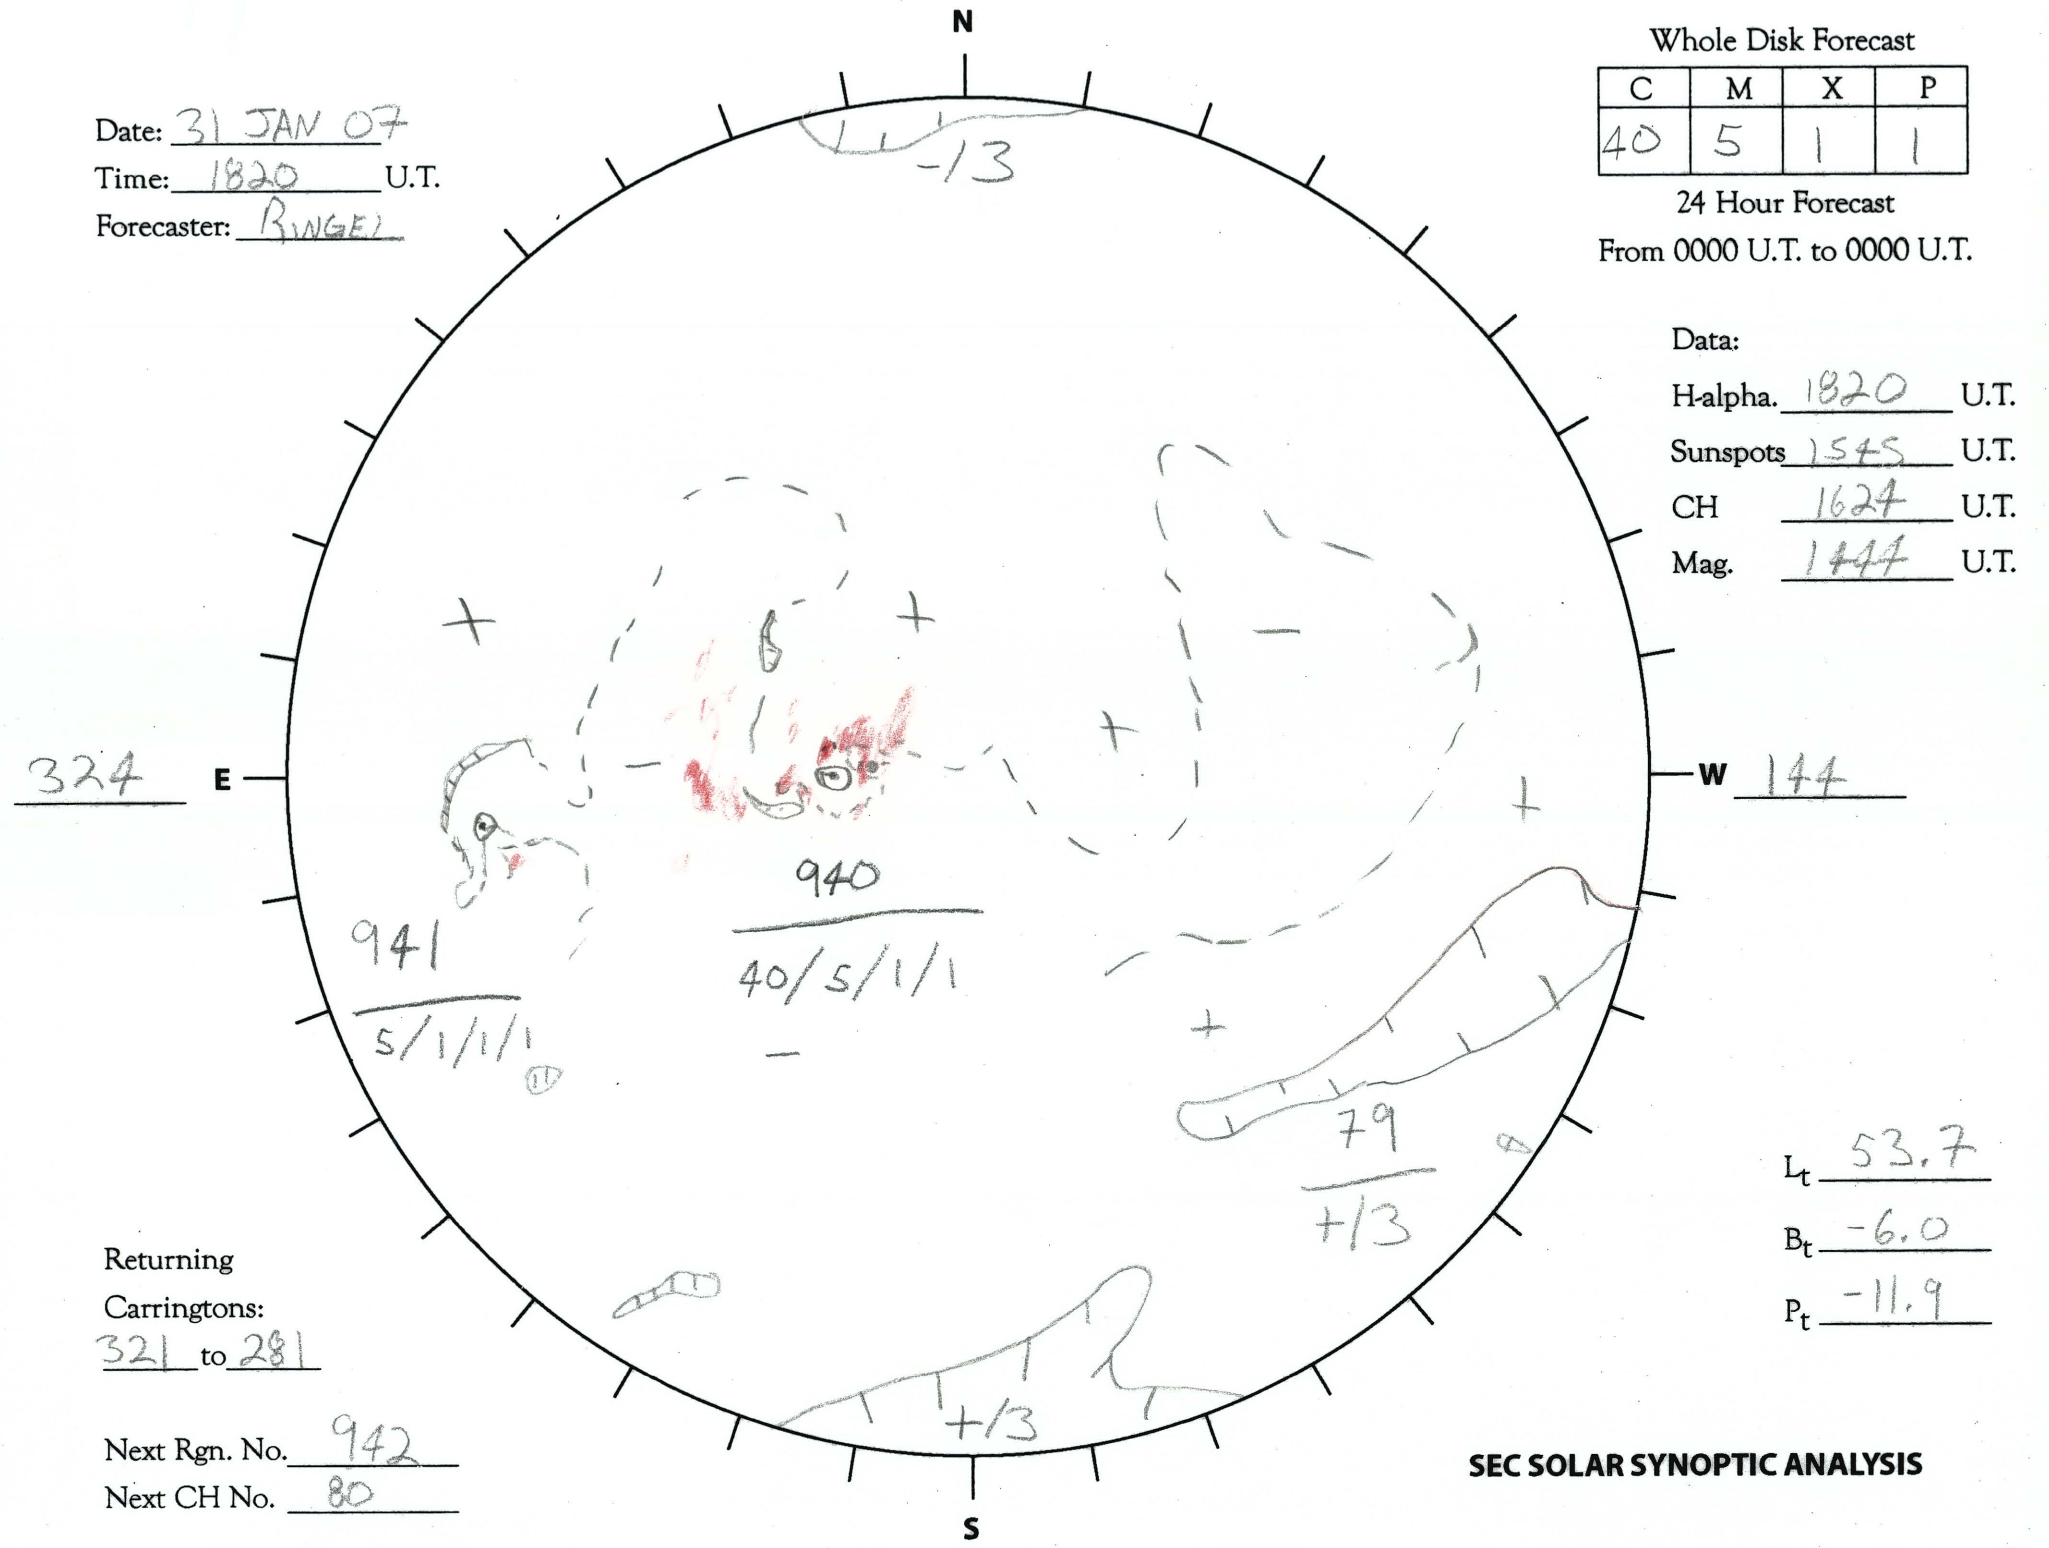 N
Date: 31 JAN 07
Time: 1820 U.T.
Forecaster: RINGEL
Whole Disk Forecast
C M X P
40 5 1 1
24 Hour Forecast
From 0000 U.T. to 0000 U.T.
Data:
H-alpha. 1820 U.T.
Sunspots 1545 U.T.
CH 1624 U.T.
Mag. 1444 U.T.
-/3
+ + -
+
324 E - W 144
+
940
40/5/1/1
-
941
5/1/1/1
+
79
+/3
+/3
Lt 53.7
Bt -6.0
Pt -11.9
Returning
Carringtons:
321 to 281
Next Rgn. No. 942
Next CH No. 80
S
SEC SOLAR SYNOPTIC ANALYSIS